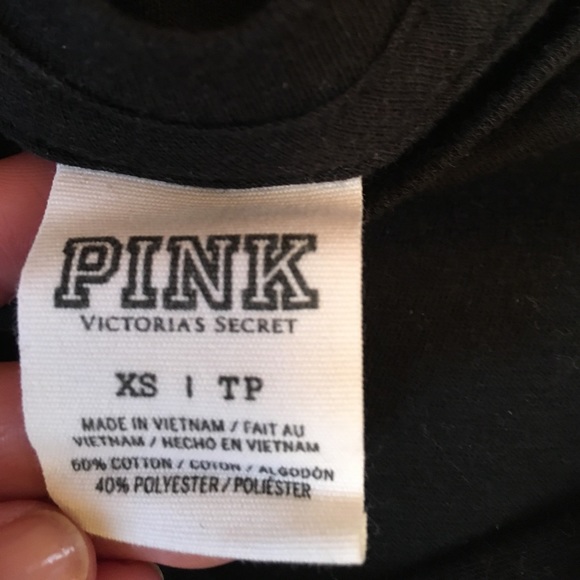 PINK
VICTORIA'S SECRET
XS | TP
MADE IN VIETNAM / FAIT AU
VIETNAM / HECHO EN VIETNAM
60% COTTON / COTON / ALGODÓN
40% POLYESTER / POLIÉSTER